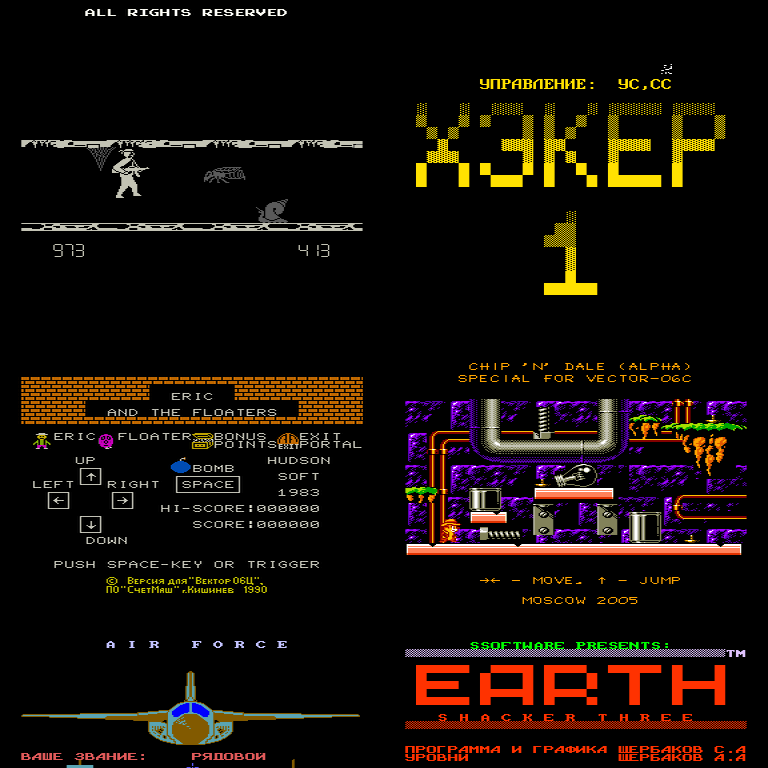 ALL RIGHTS RESERVED
973 413
УПРАВЛЕНИЕ: УС,СС
ХЭКЕР
1
ERIC
AND THE FLOATERS
ERIC FLOATER BONUS POINTS EXIT PORTAL
EXIT
UP
BOMB
LEFT RIGHT
SPACE
DOWN
HUDSON
SOFT
1983
HI-SCORE:000000
SCORE:000000
PUSH SPACE-KEY OR TRIGGER
© Версия для"Вектор 06Ц".
ПО"СчетМаш",г.Кишинев 1990
CHIP 'N' DALE (ALPHA)
SPECIAL FOR VECTOR-06C
→← - MOVE, ↑ - JUMP
MOSCOW 2005
AIR FORCE
ВАШЕ ЗВАНИЕ: РЯДОВОЙ
SSOFTWARE PRESENTS:
TM
EARTH
SHACKER THREE
ПРОГРАММА И ГРАФИКА ЩЕРБАКОВ С.А
УРОВНИ ЩЕРБАКОВ А.А